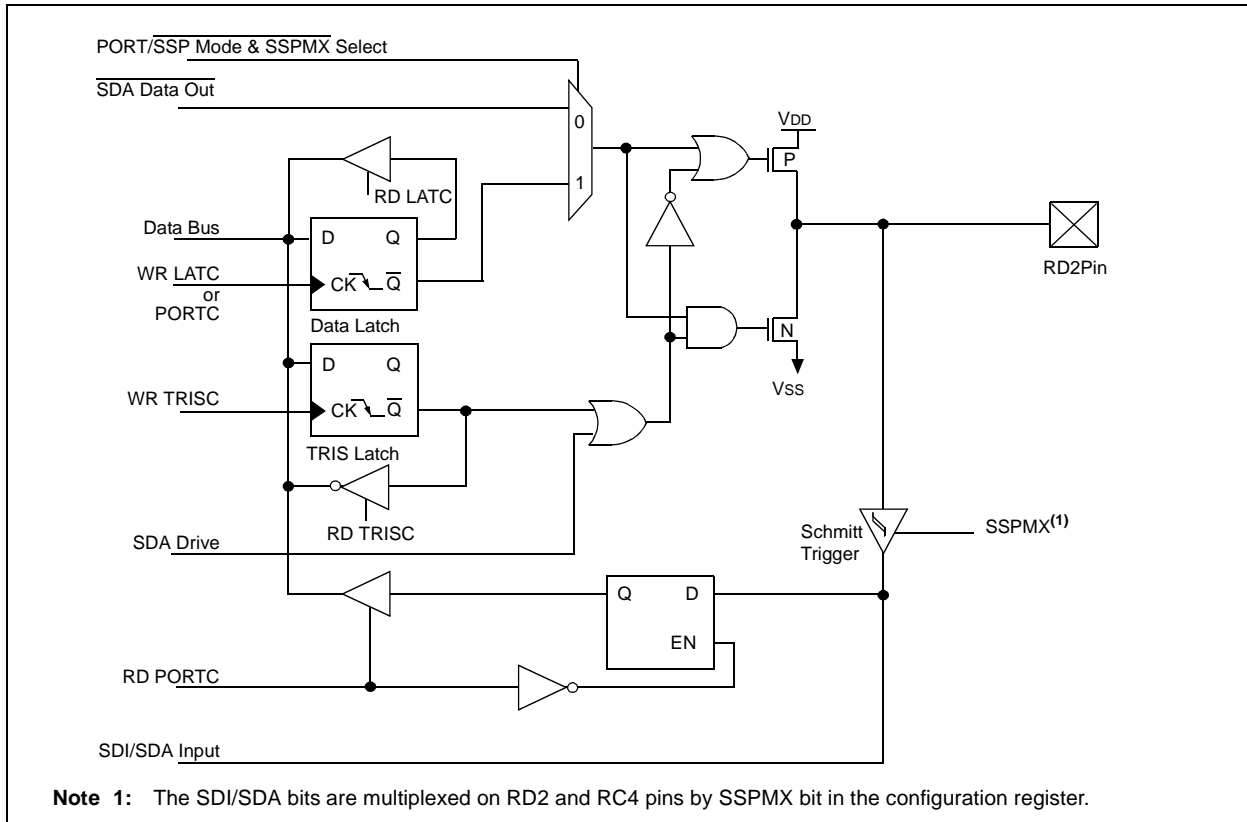 PORT/SSP Mode & SSPMX Select
SDA Data Out
0
1
VDD
P
RD LATC
Data Bus
D Q
WR LATC
or
PORTC
CK Q
Data Latch
N
VSS
RD2Pin
D Q
WR TRISC
CK Q
TRIS Latch
RD TRISC
SDA Drive
Schmitt
Trigger
SSPMX(1)
Q D
EN
RD PORTC
SDI/SDA Input
Note 1: The SDI/SDA bits are multiplexed on RD2 and RC4 pins by SSPMX bit in the configuration register.